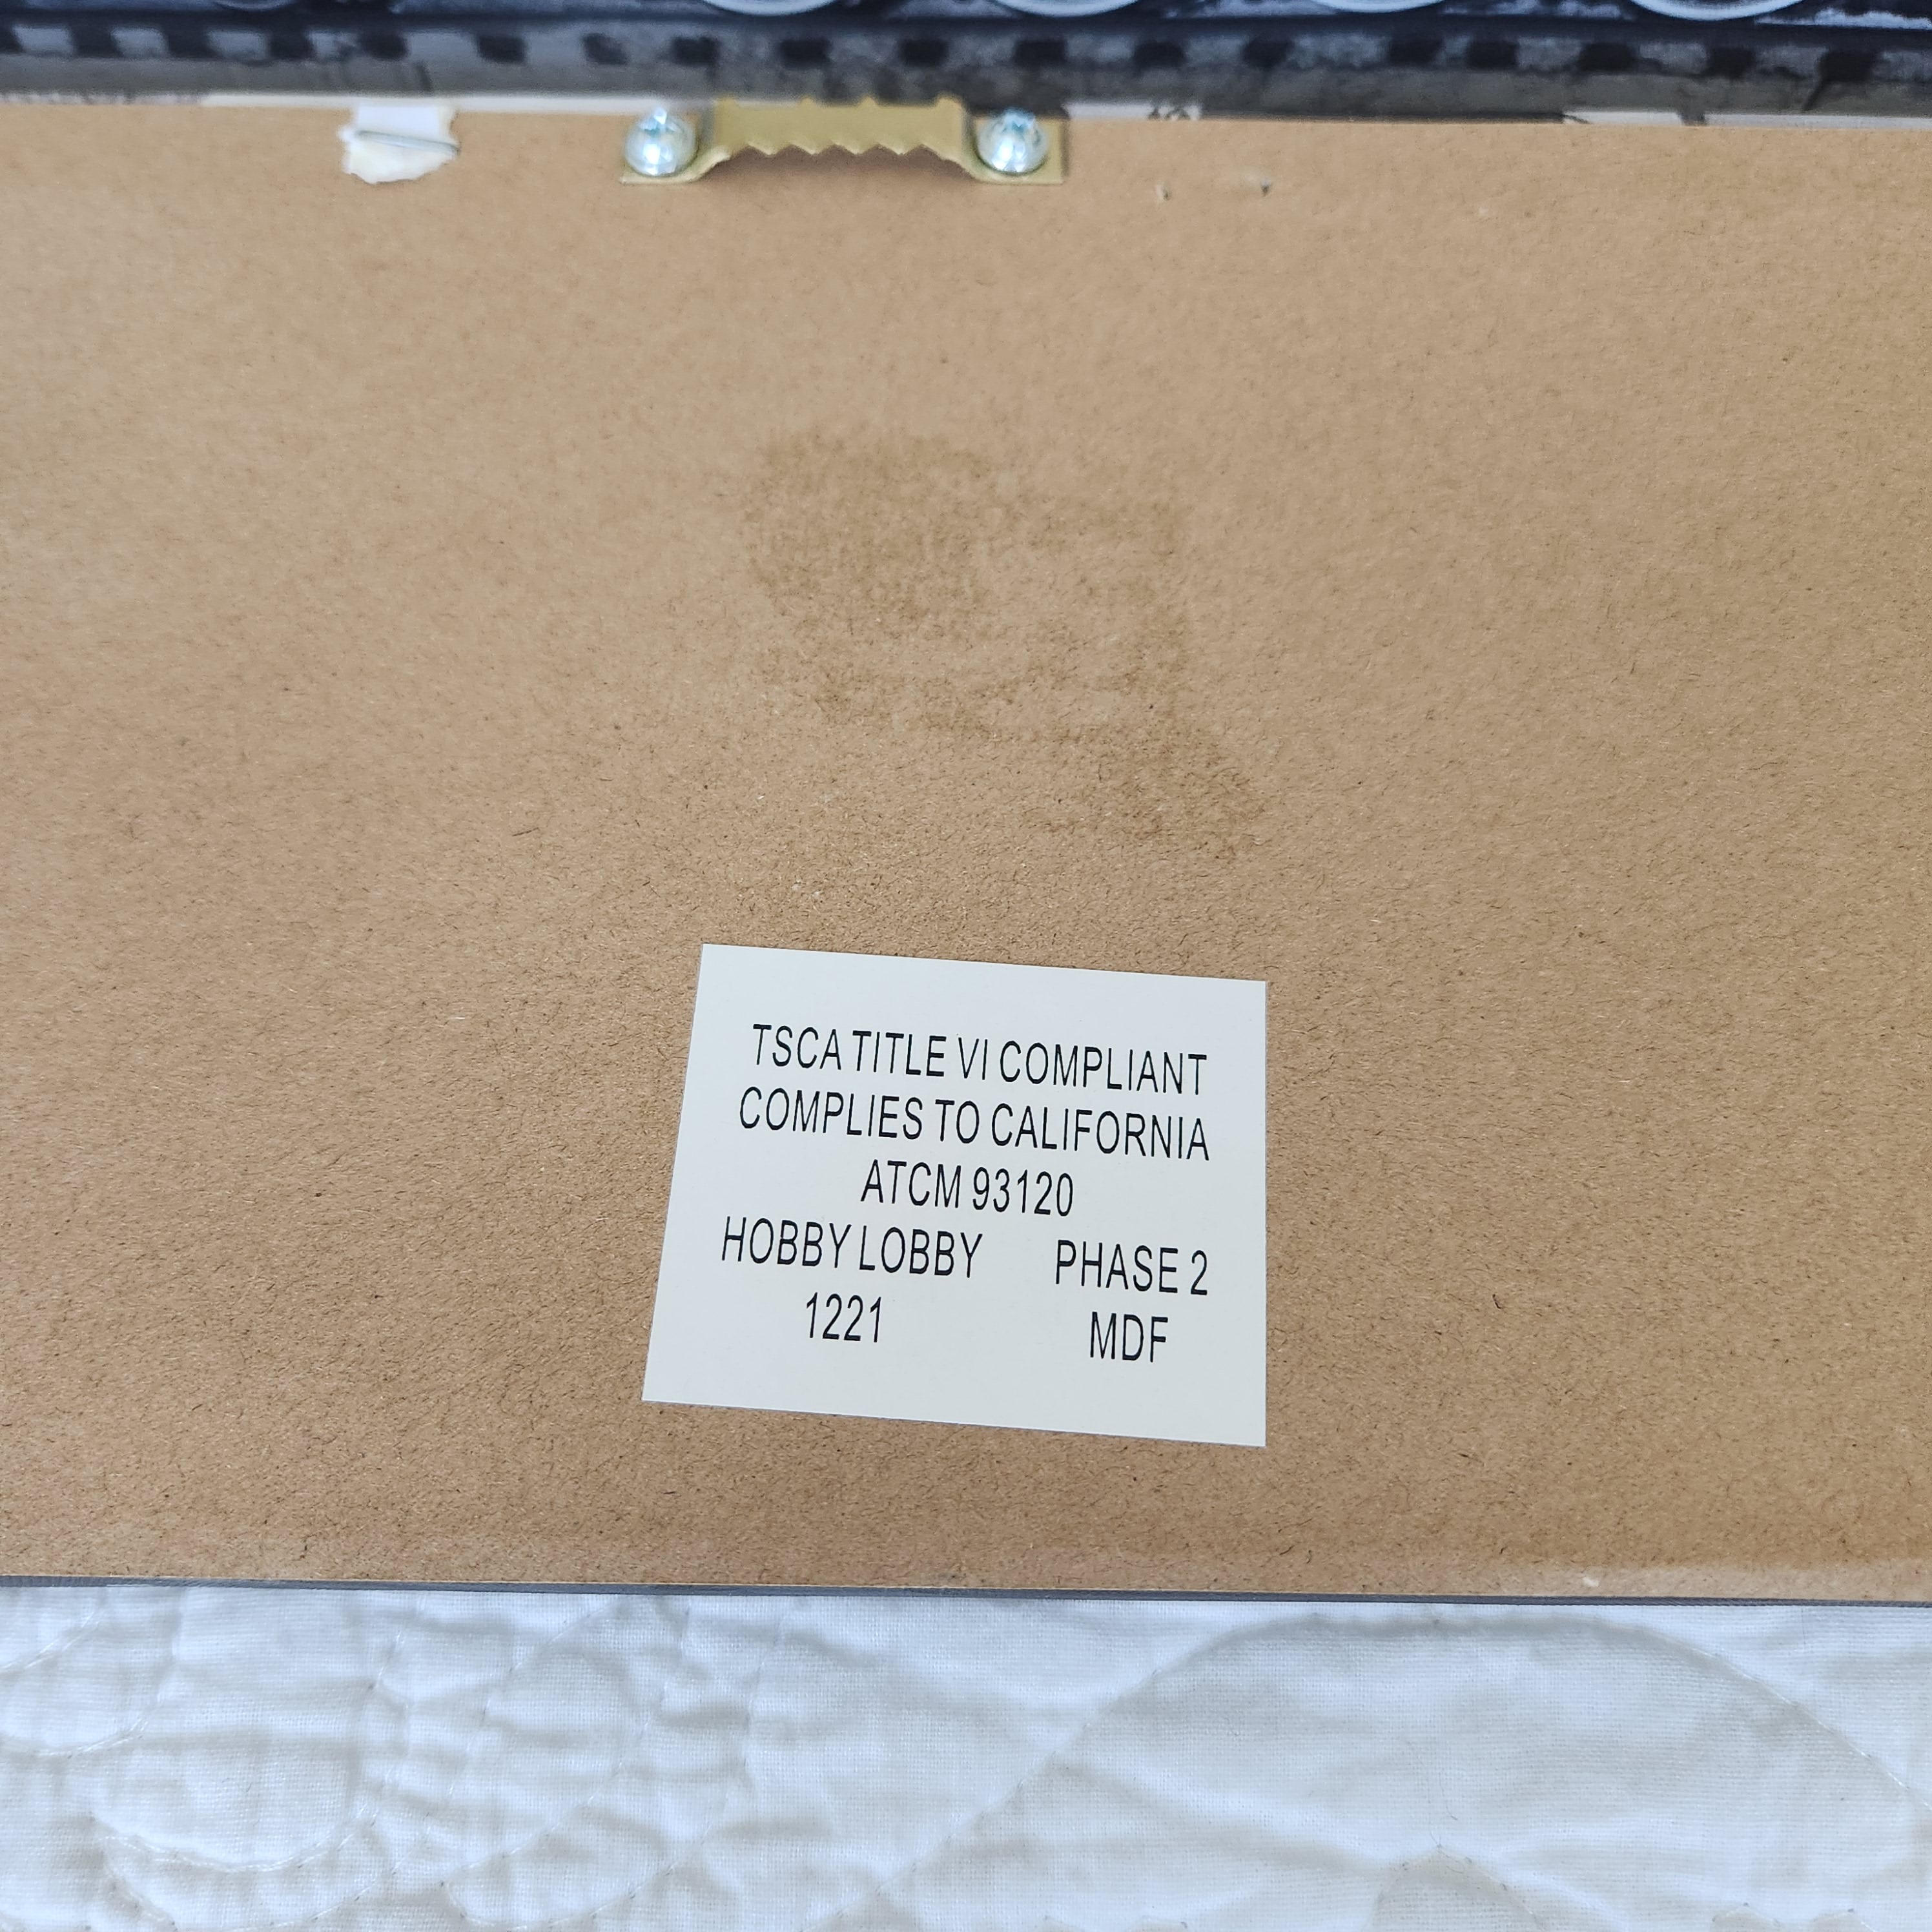 TSCA TITLE VI COMPLIANT
COMPLIES TO CALIFORNIA
ATCM 93120
HOBBY LOBBY PHASE 2
1221 MDF